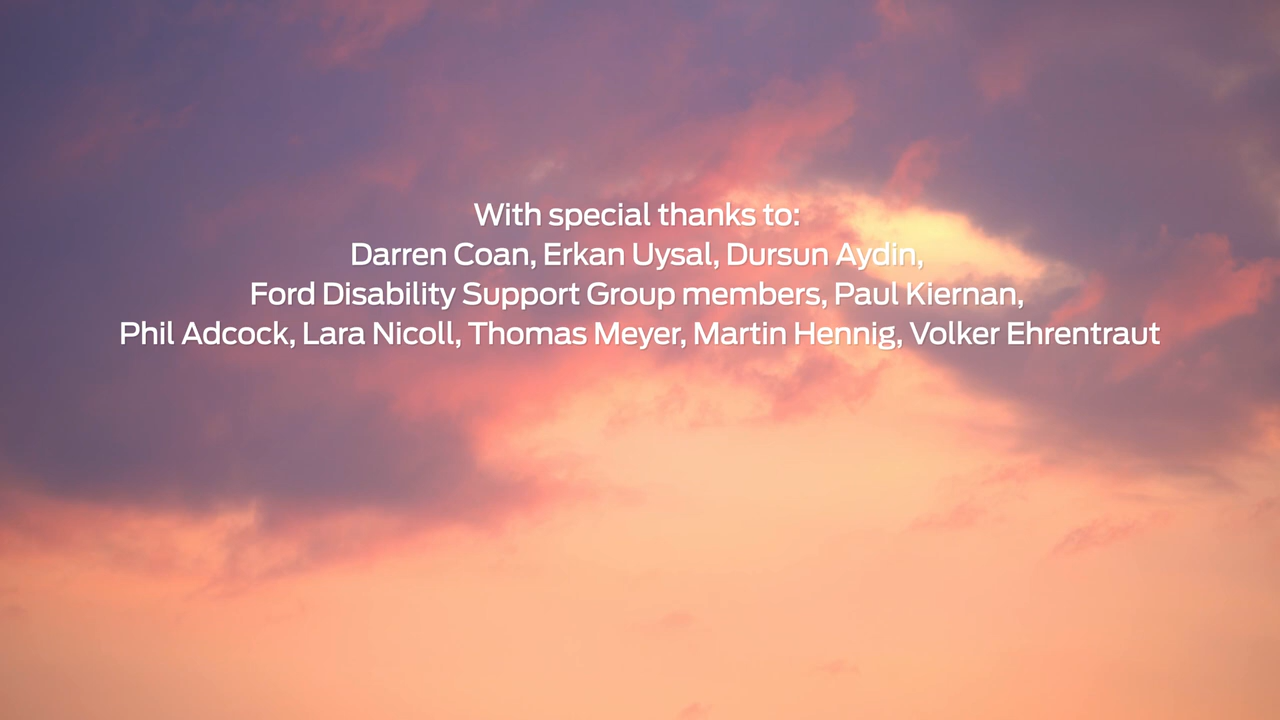 With special thanks to:
Darren Coan, Erkan Uysal, Dursun Aydin,
Ford Disability Support Group members, Paul Kiernan,
Phil Adcock, Lara Nicoll, Thomas Meyer, Martin Hennig, Volker Ehrentraut